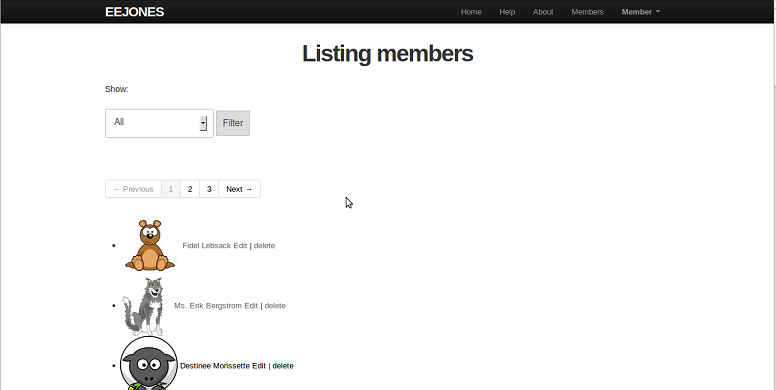 EEJONES Home Help About Members Member
Listing members
Show:
All Filter
← Previous 1 2 3 Next →
Fidel Lebsack Edit | delete
Ms. Erik Bergstrom Edit | delete
Destinee Morissette Edit | delete